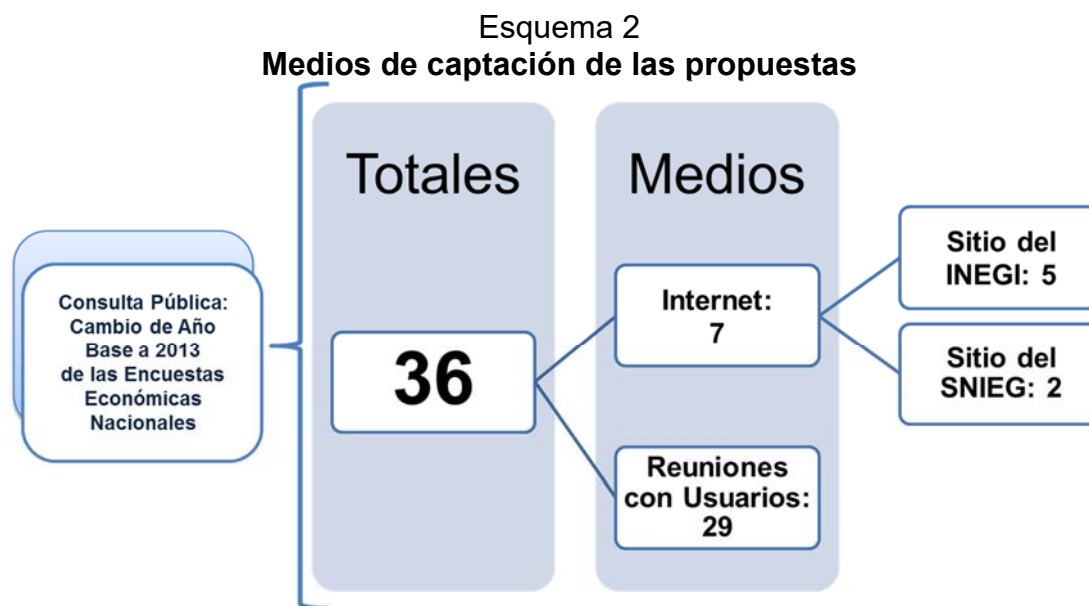 Esquema 2
Medios de captación de las propuestas
Totales
Medios
Consulta Pública:
Cambio de Año
Base a 2013
de las Encuestas
Económicas
Nacionales
36
Internet:
7
Reuniones
con Usuarios:
29
Sitio del
INEGI: 5
Sitio del
SNIEG: 2